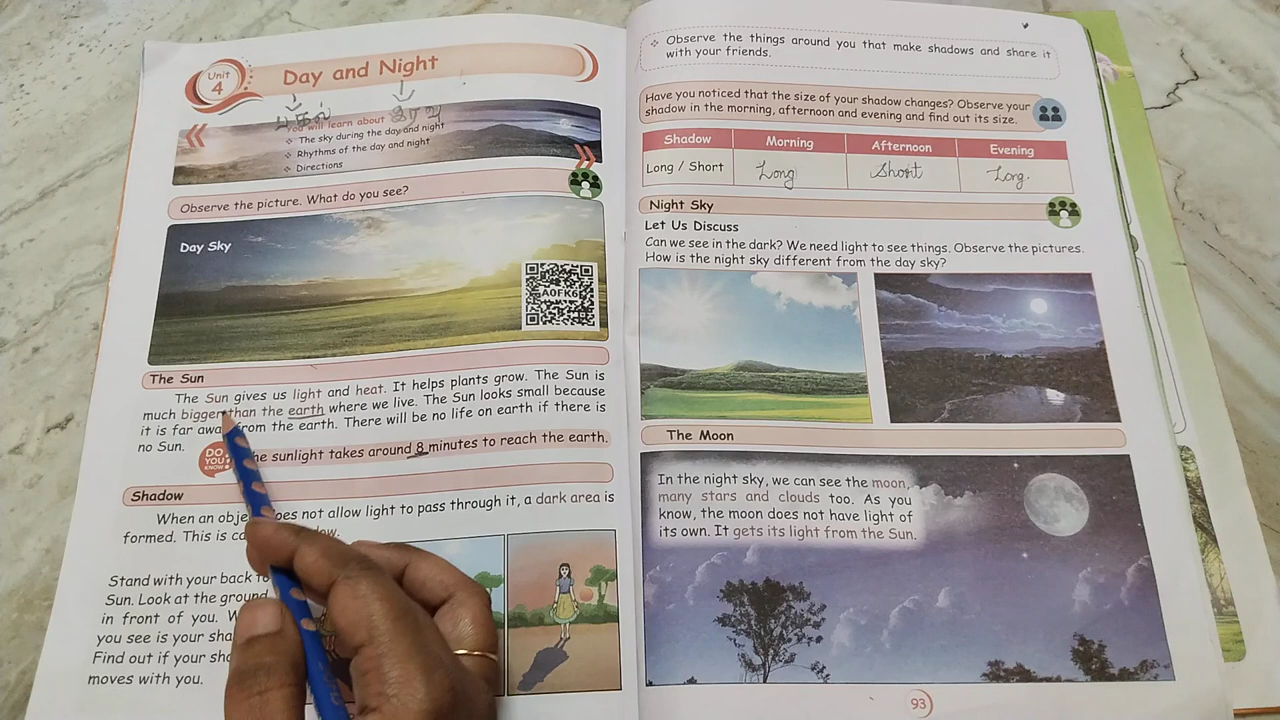 Unit
4
Day and Night
பகல் இரவு
You will learn about
❖ The sky during the day and night
❖ Rhythms of the day and night
❖ Directions
Observe the picture. What do you see?
Day Sky
A0FK6
The Sun
The Sun gives us light and heat. It helps plants grow. The Sun is
much bigger than the earth where we live. The Sun looks small because
it is far away from the earth. There will be no life on earth if there is
no Sun.
DO YOU KNOW?
The sunlight takes around 8 minutes to reach the earth.
Shadow
When an object does not allow light to pass through it, a dark area is
formed. This is
Stand with your back to
Sun. Look at the ground
in front of you.
you see is your
Find out if your
moves with you.
❖ Observe the things around you that make shadows and share it
with your friends.
Have you noticed that the size of your shadow changes? Observe your
shadow in the morning, afternoon and evening and find out its size.
Shadow Morning Afternoon Evening
Long / Short Long Short Long.
Night Sky
Let Us Discuss
Can we see in the dark? We need light to see things. Observe the pictures.
How is the night sky different from the day sky?
The Moon
In the night sky, we can see the moon,
many stars and clouds too. As you
know, the moon does not have light of
its own. It gets its light from the Sun.
93